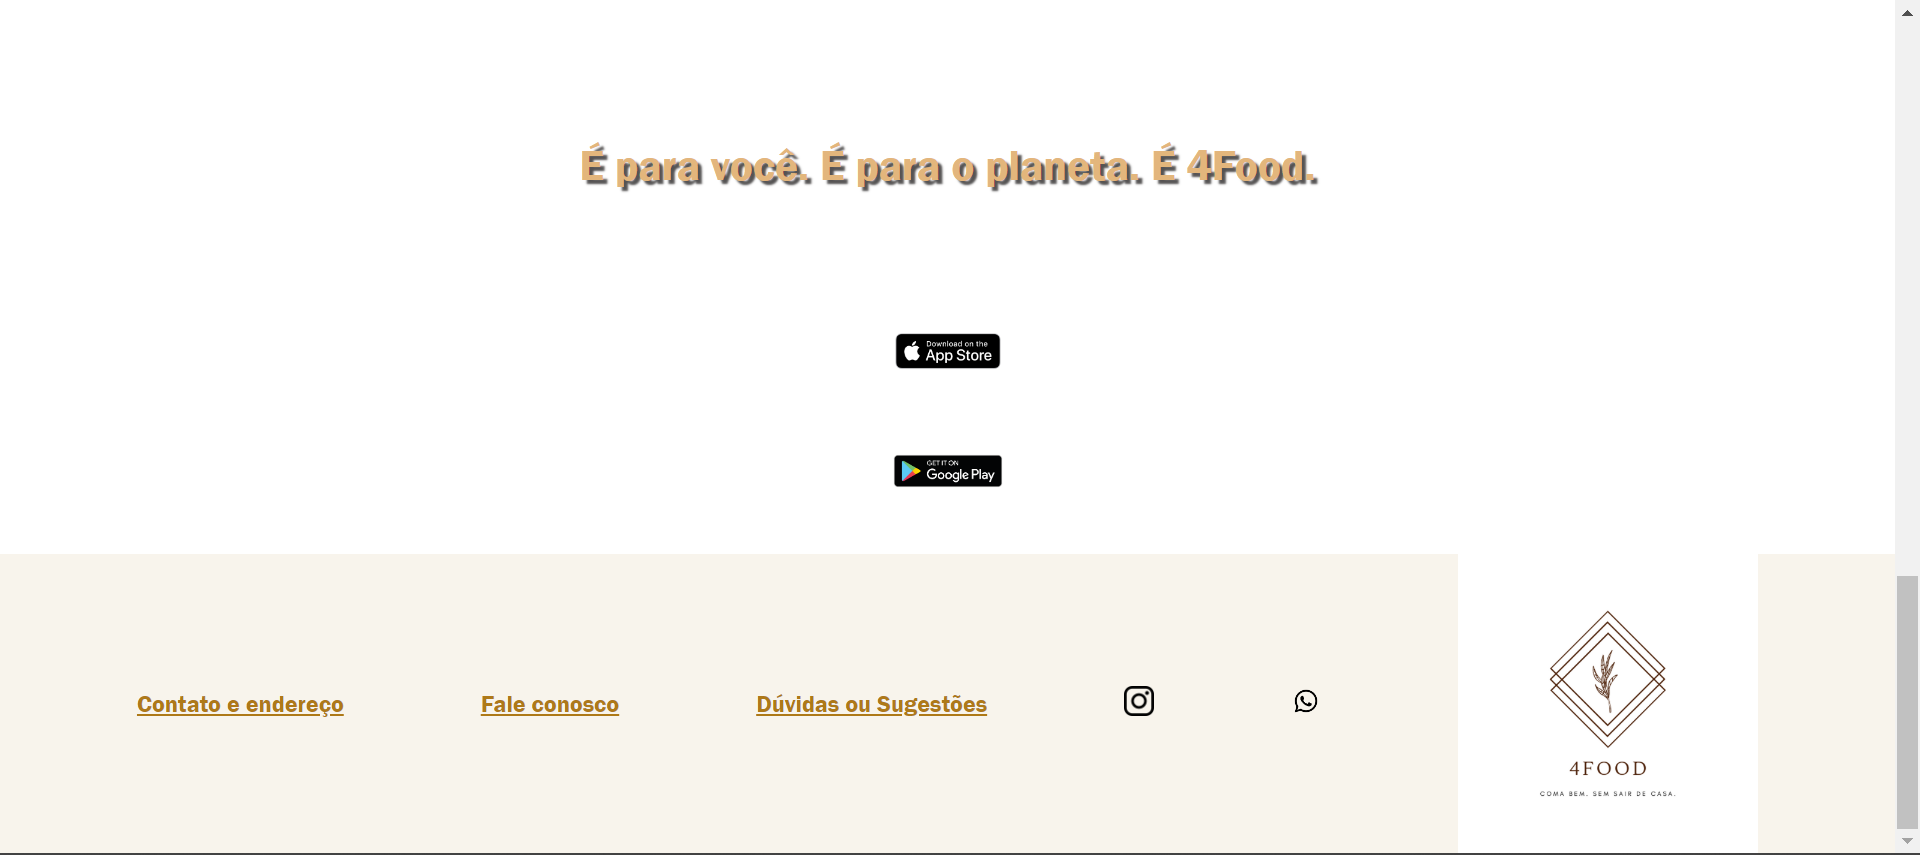 É para você. É para o planeta. É 4Food.
Download on the
App Store
GET IT ON
Google Play
Contato e endereço
Fale conosco
Dúvidas ou Sugestões
4FOOD
COMA BEM. SEM SAIR DE CASA.